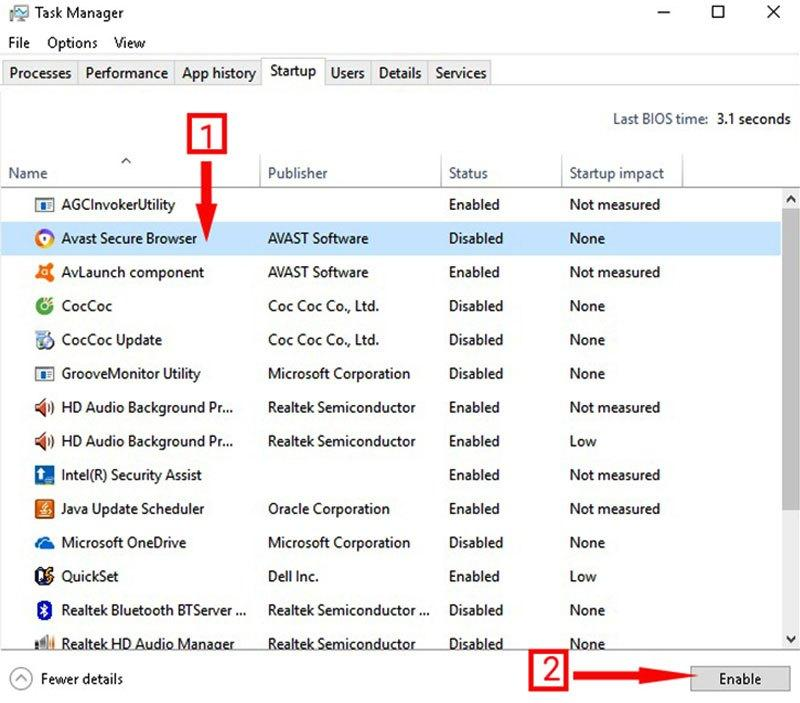 Task Manager
File Options View
Processes Performance App history Startup Users Details Services
Last BIOS time: 3.1 seconds
1
Name Publisher Status Startup impact
AGCInvokerUtility Enabled Not measured
Avast Secure Browser AVAST Software Disabled None
AvLaunch component AVAST Software Enabled Not measured
CocCoc Coc Coc Co., Ltd. Disabled None
CocCoc Update Coc Coc Co., Ltd. Disabled None
GrooveMonitor Utility Microsoft Corporation Disabled None
HD Audio Background Pr... Realtek Semiconductor Enabled Not measured
HD Audio Background Pr... Realtek Semiconductor Enabled Low
Intel(R) Security Assist Enabled Not measured
Java Update Scheduler Oracle Corporation Enabled Not measured
Microsoft OneDrive Microsoft Corporation Disabled None
QuickSet Dell Inc. Enabled Low
Realtek Bluetooth BTServer ... Realtek Semiconductor ... Disabled None
Realtek HD Audio Manager Realtek Semiconductor Disabled None
2
Fewer details Enable